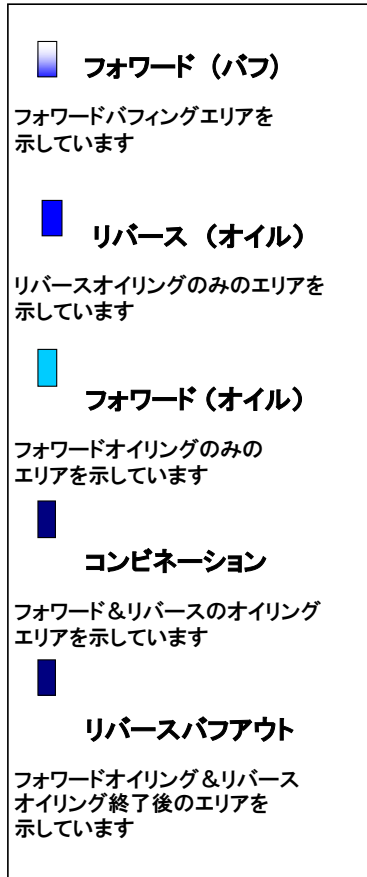 フォワード（バフ）
フォワードバフィングエリアを
示しています
リバース（オイル）
リバースオイリングのみのエリアを
示しています
フォワード（オイル）
フォワードオイリングのみの
エリアを示しています
コンビネーション
フォワード＆リバースのオイリング
エリアを示しています
リバースバフアウト
フォワードオイリング＆リバース
オイリング終了後のエリアを
示しています